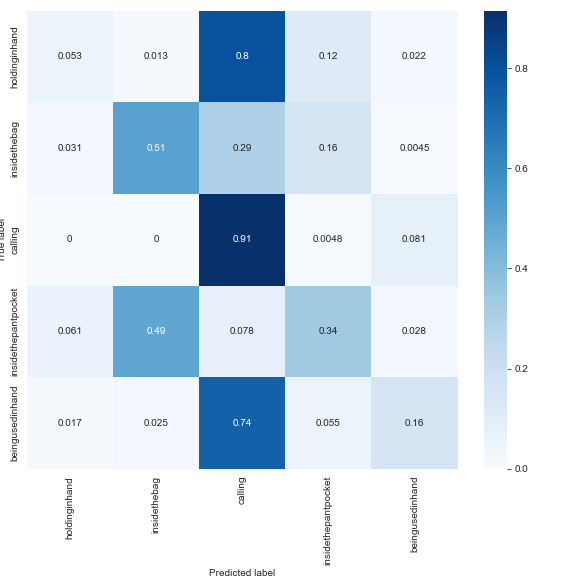 holdinginhand 0.053 0.013 0.8 0.12 0.022
insidethebag 0.031 0.51 0.29 0.16 0.0045
True label
calling 0 0 0.91 0.0048 0.081
insidethepantpocket 0.061 0.49 0.078 0.34 0.028
beingusedinhand 0.017 0.025 0.74 0.055 0.16
holdinginhand insidethebag calling insidethepantpocket beingusedinhand
Predicted label
0.8
0.6
0.4
0.2
0.0